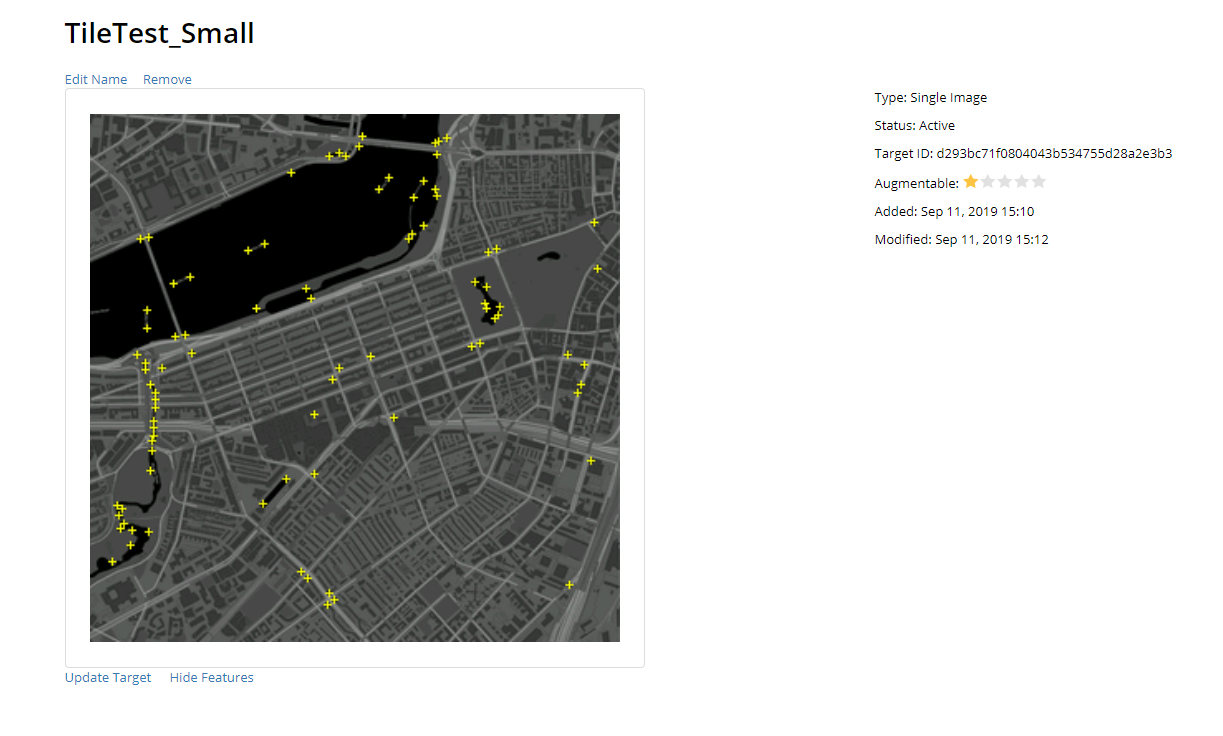 TileTest_Small
Edit Name Remove
Type: Single Image
Status: Active
Target ID: d293bc71f0804043b534755d28a2e3b3
Augmentable:
Added: Sep 11, 2019 15:10
Modified: Sep 11, 2019 15:12
Update Target Hide Features